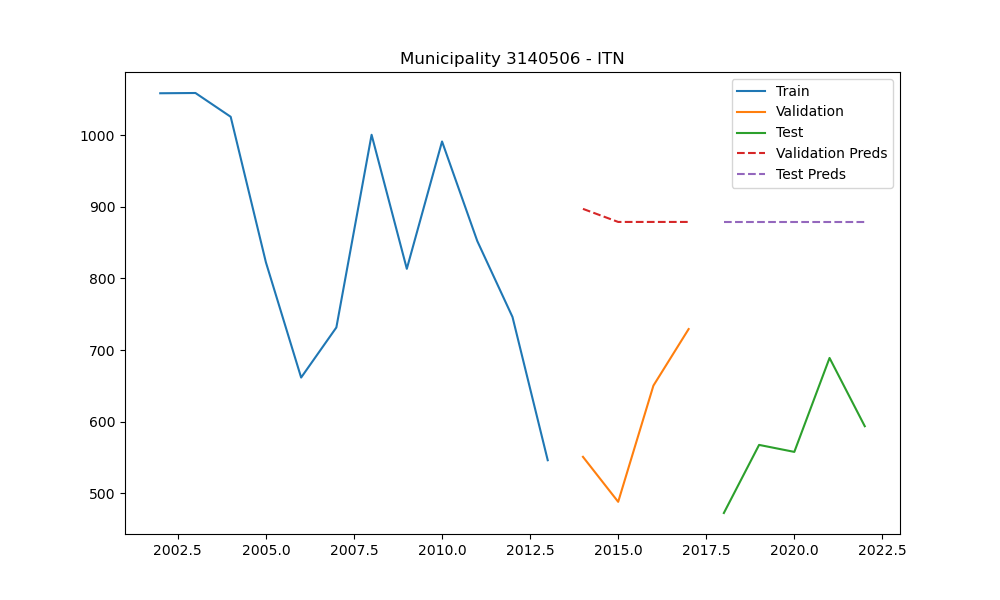 Municipality 3140506 - ITN
Train
Validation
Test
Validation Preds
Test Preds
1000
900
800
700
600
500
2002.5 2005.0 2007.5 2010.0 2012.5 2015.0 2017.5 2020.0 2022.5